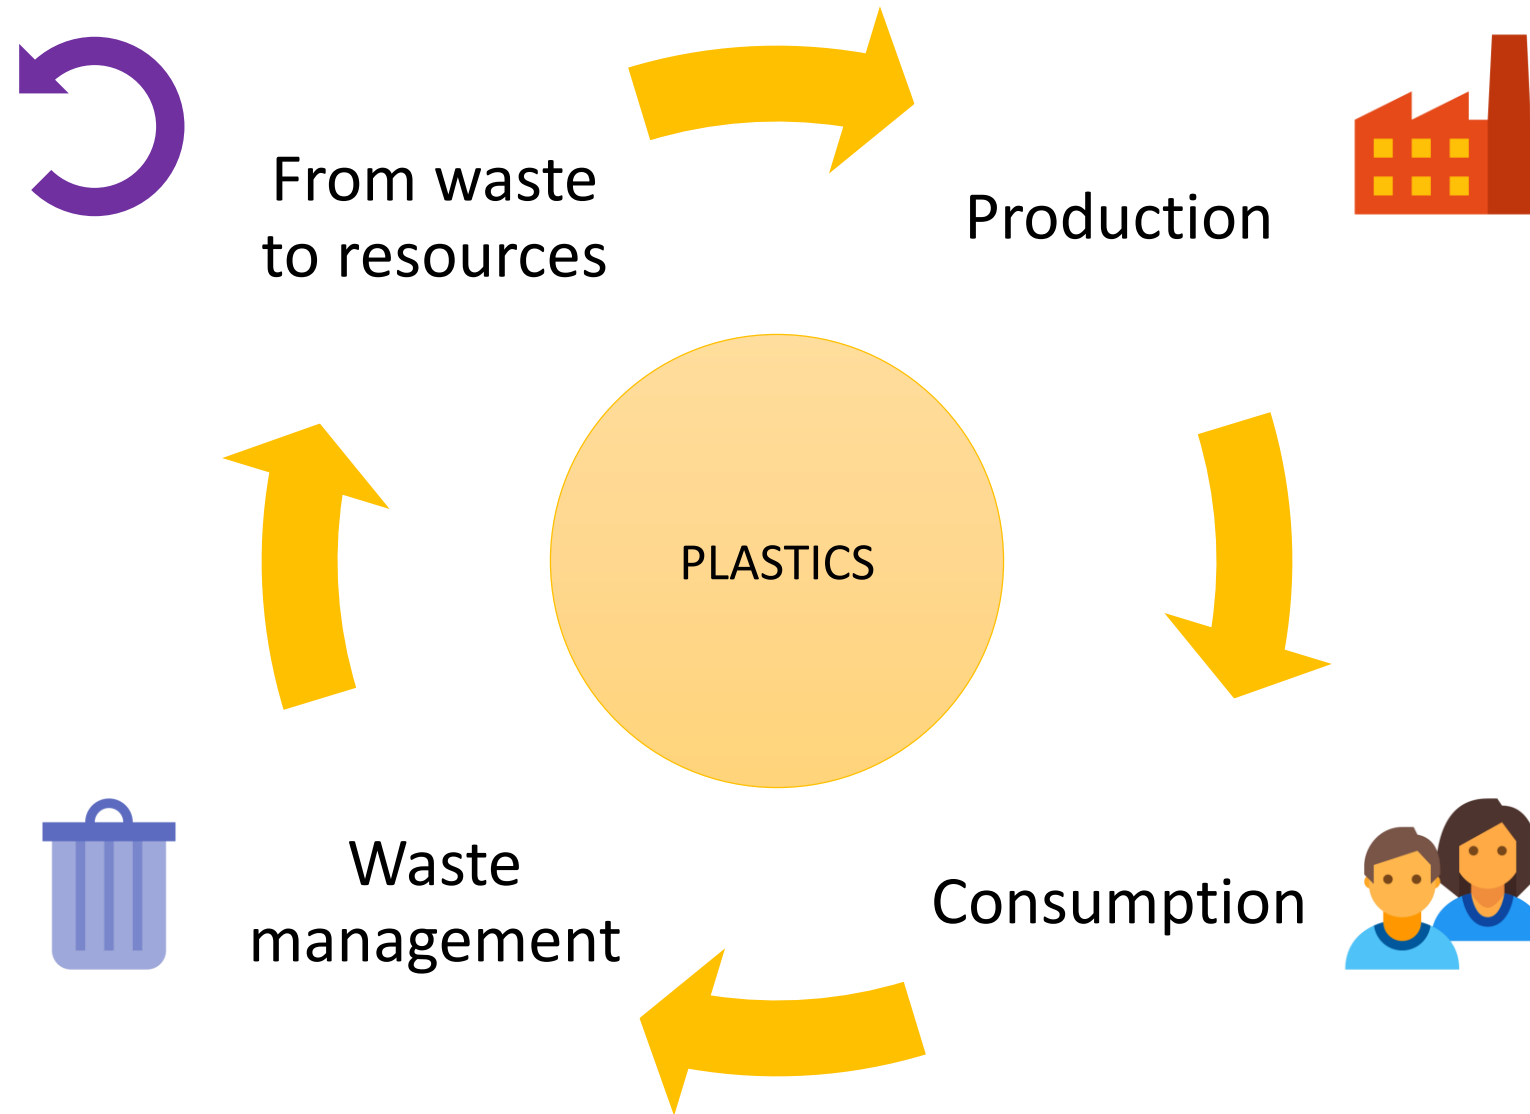 From waste
to resources
Production
PLASTICS
Waste
management
Consumption